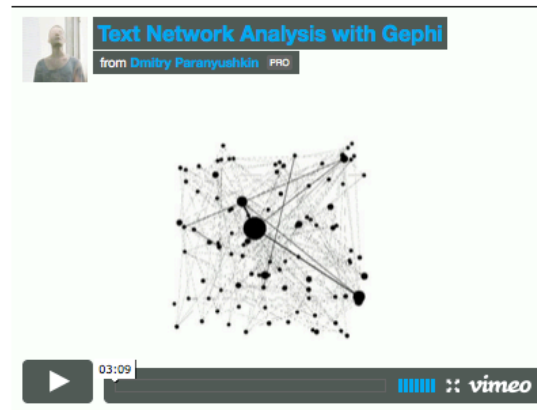 Text Network Analysis with Gephi
from Dmitry Paranyushkin PRO
03:09
vimeo